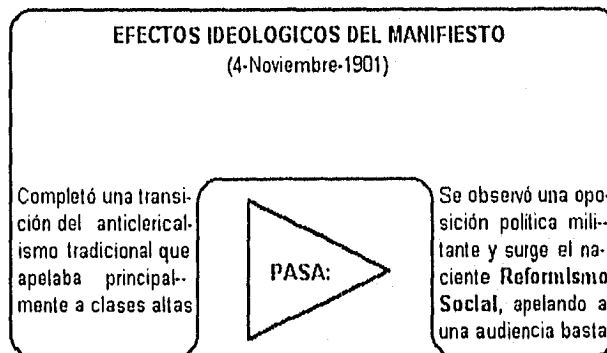 EFECTOS IDEOLOGICOS DEL MANIFIESTO
(4-Noviembre-1901)
Completó una transi-
ción del anticlerical-
ismo tradicional que
apelaba principal--
mente a clases altas
PASA:
Se observó una opo-
sición política mili--
tante y surge el na-
ciente Reformismo
Social, apelando a
una audiencia basta